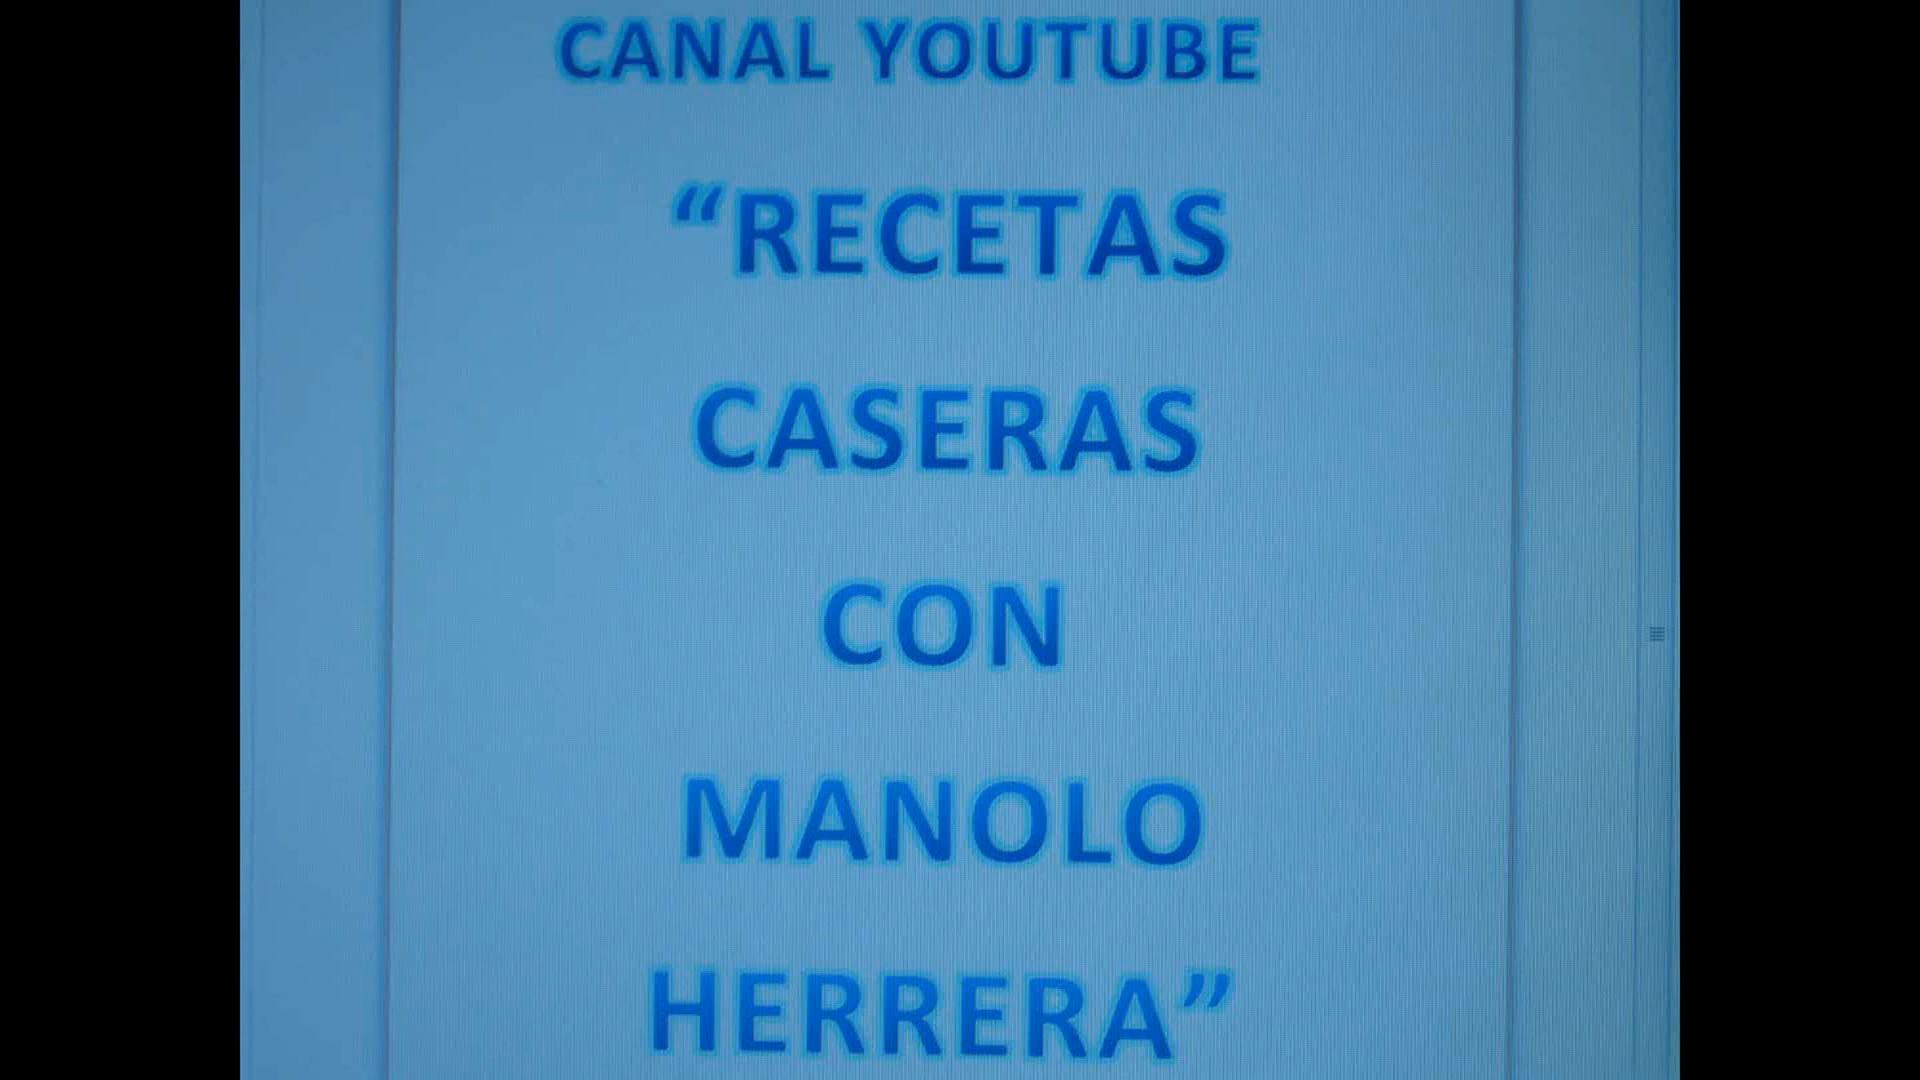 CANAL YOUTUBE
“RECETAS
CASERAS
CON
MANOLO
HERRERA”